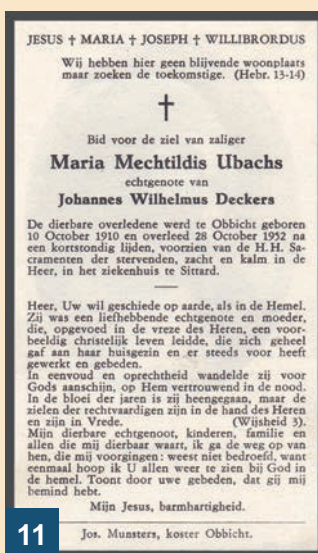 JESUS † MARIA † JOSEPH † WILLIBRORDUS
Wij hebben hier geen blijvende woonplaats
maar zoeken de toekomstige. (Hebr. 13-14)
†
Bid voor de ziel van zaliger
Maria Mechtildis Ubachs
echtgenote van
Johannes Wilhelmus Deckers
De dierbare overledene werd te Obbicht geboren
10 October 1910 en overleed 28 October 1952 na
een kortstondig lijden, voorzien van de H.H. Sa-
cramenten der stervenden, zacht en kalm in de
Heer, in het ziekenhuis te Sittard.
Heer, Uw wil geschiede op aarde, als in de Hemel.
Zij was een liefhebbende echtgenote en moeder,
die, opgevoed in de vreze des Heren, een voor-
beeldig christelijk leven leidde, die zich geheel
gaf aan haar huisgezin en er steeds voor heeft
gewerkt en gebeden.
In eenvoud en oprechtheid wandelde zij voor
Gods aanschijn, op Hem vertrouwend in de nood.
In de bloei der jaren is zij heengegaan, maar de
zielen der rechtvaardigen zijn in de hand des Heren
en zijn in Vrede. (Wijsheid 3).
Mijn dierbare echtgenoot, kinderen, familie en
allen die mij dierbaar waart, ik ga de weg op van
hen, die mij voorgingen: weest niet bedroefd, want
eenmaal hoop ik U allen weer te zien bij God in
de hemel. Toont door uwe gebeden, dat gij mij
bemind hebt.
Mijn Jesus, barmhartigheid.
Jos. Munsters, koster Obbicht.
11